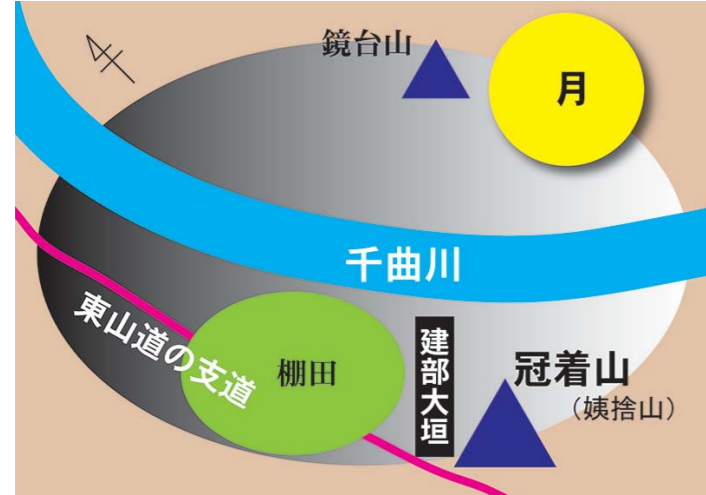 鏡台山
月
千曲川
東山道の支道
棚田
建部大垣
冠着山
（姨捨山）